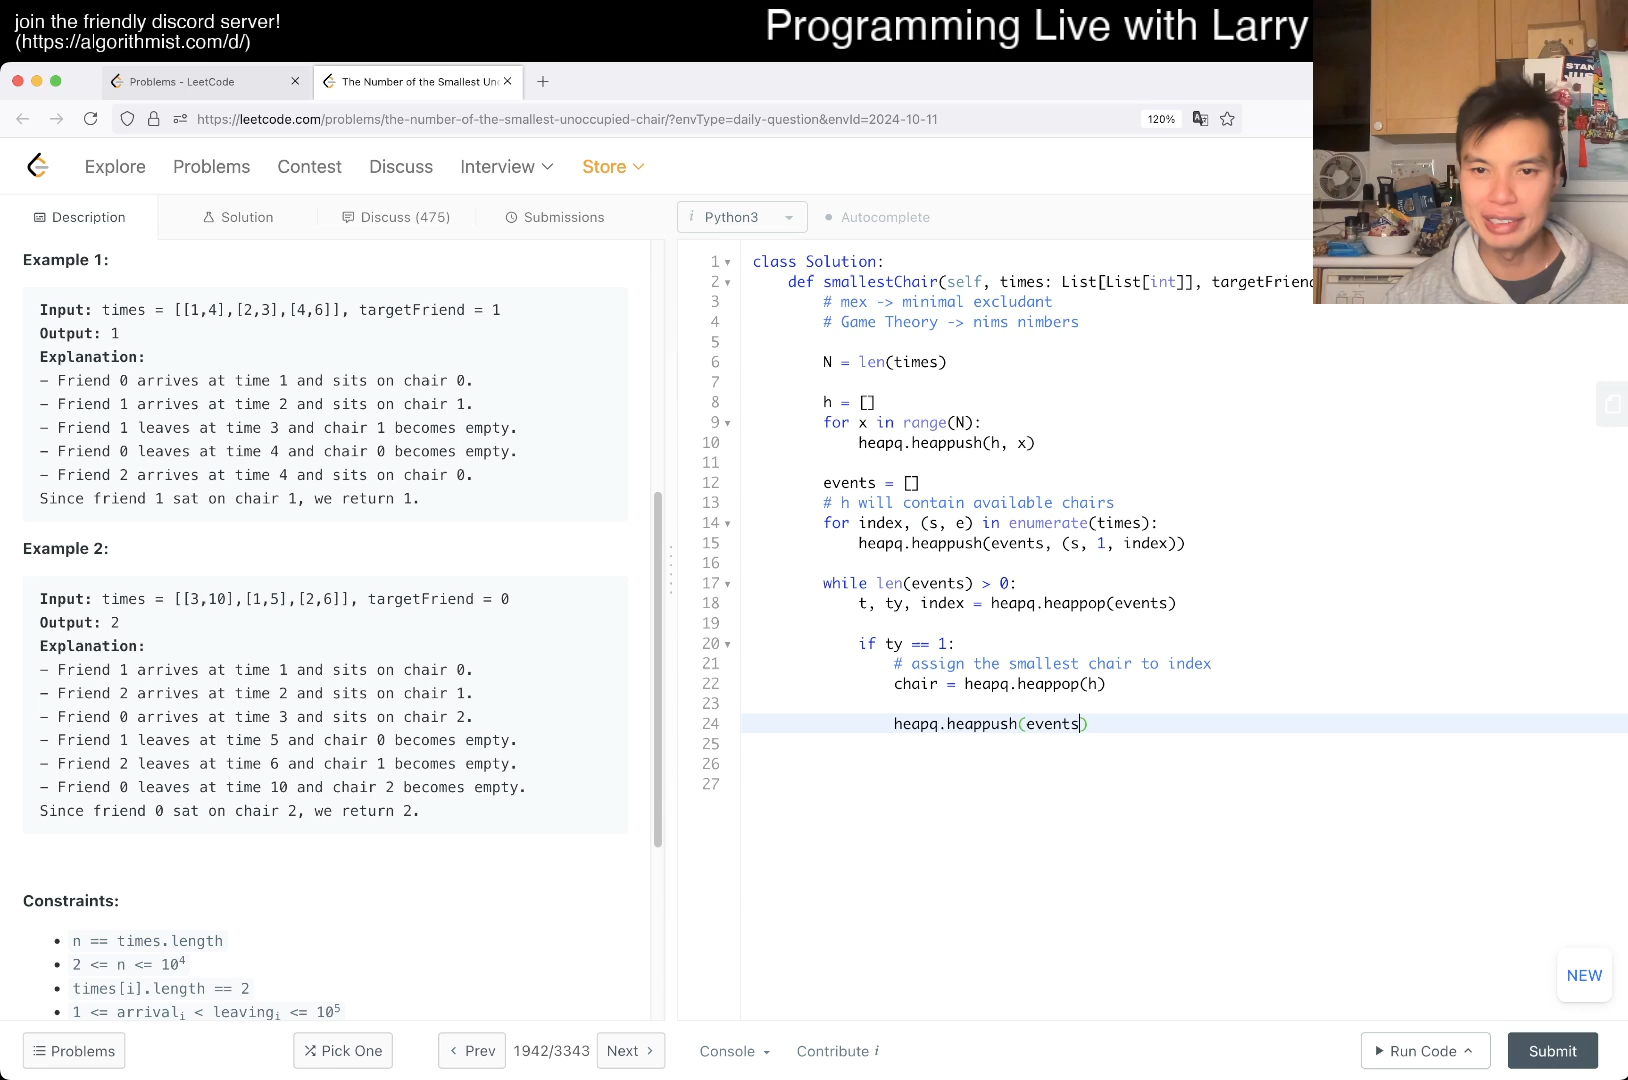 join the friendly discord server!
(https://algorithmist.com/d/)
Programming Live with Larry
Problems - LeetCode
The Number of the Smallest Uno
https://leetcode.com/problems/the-number-of-the-smallest-unoccupied-chair/?envType=daily-question&envId=2024-10-11
120%
Explore
Problems
Contest
Discuss
Interview
Store
Description
Solution
Discuss (475)
Submissions
i Python3
Autocomplete
Example 1:
Input: times = [[1,4],[2,3],[4,6]], targetFriend = 1
Output: 1
Explanation:
- Friend 0 arrives at time 1 and sits on chair 0.
- Friend 1 arrives at time 2 and sits on chair 1.
- Friend 1 leaves at time 3 and chair 1 becomes empty.
- Friend 0 leaves at time 4 and chair 0 becomes empty.
- Friend 2 arrives at time 4 and sits on chair 0.
Since friend 1 sat on chair 1, we return 1.
Example 2:
Input: times = [[3,10],[1,5],[2,6]], targetFriend = 0
Output: 2
Explanation:
- Friend 1 arrives at time 1 and sits on chair 0.
- Friend 2 arrives at time 2 and sits on chair 1.
- Friend 0 arrives at time 3 and sits on chair 2.
- Friend 1 leaves at time 5 and chair 0 becomes empty.
- Friend 2 leaves at time 6 and chair 1 becomes empty.
- Friend 0 leaves at time 10 and chair 2 becomes empty.
Since friend 0 sat on chair 2, we return 2.
Constraints:
• n == times.length
• 2 <= n <= 10⁴
• times[i].length == 2
• 1 <= arrivalᵢ < leavingᵢ <= 10⁵
1 class Solution:
2 def smallestChair(self, times: List[List[int]], targetFriend
3 # mex -> minimal excludant
4 # Game Theory -> nims nimbers
5
6 N = len(times)
7
8 h = []
9 for x in range(N):
10 heapq.heappush(h, x)
11
12 events = []
13 # h will contain available chairs
14 for index, (s, e) in enumerate(times):
15 heapq.heappush(events, (s, 1, index))
16
17 while len(events) > 0:
18 t, ty, index = heapq.heappop(events)
19
20 if ty == 1:
21 # assign the smallest chair to index
22 chair = heapq.heappop(h)
23
24 heapq.heappush(events)
25
26
27
NEW
Problems
Pick One
Prev
1942/3343
Next
Console
Contribute i
Run Code
Submit